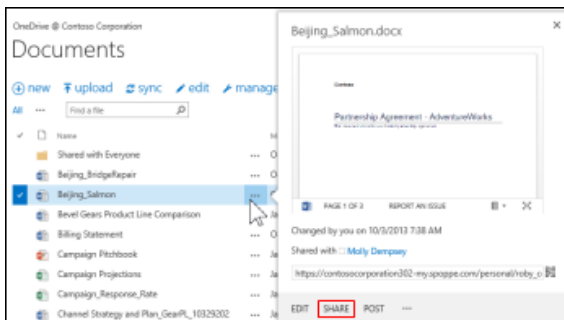 OneDrive @ Contoso Corporation
Documents
new upload sync edit manage
All ... Find a file
Name
Shared with Everyone ...
Beijing_BridgeRepair ...
Beijing_Salmon ...
Bevel Gears Product Line Comparison
Billing Statement ...
Campaign Pitchbook ...
Campaign Projections ...
Campaign_Response_Rate ...
Channel Strategy and Plan_GearPL_10329202 ...
Beijing_Salmon.docx
Contoso
Partnership Agreement - AdventureWorks
PAGE 1 OF 3 REPORT AN ISSUE
Changed by you on 10/3/2013 7:38 AM
Shared with Molly Dempsey
https://contosocorporation302-my.spoppe.com/personal/roby_c
EDIT SHARE POST ...